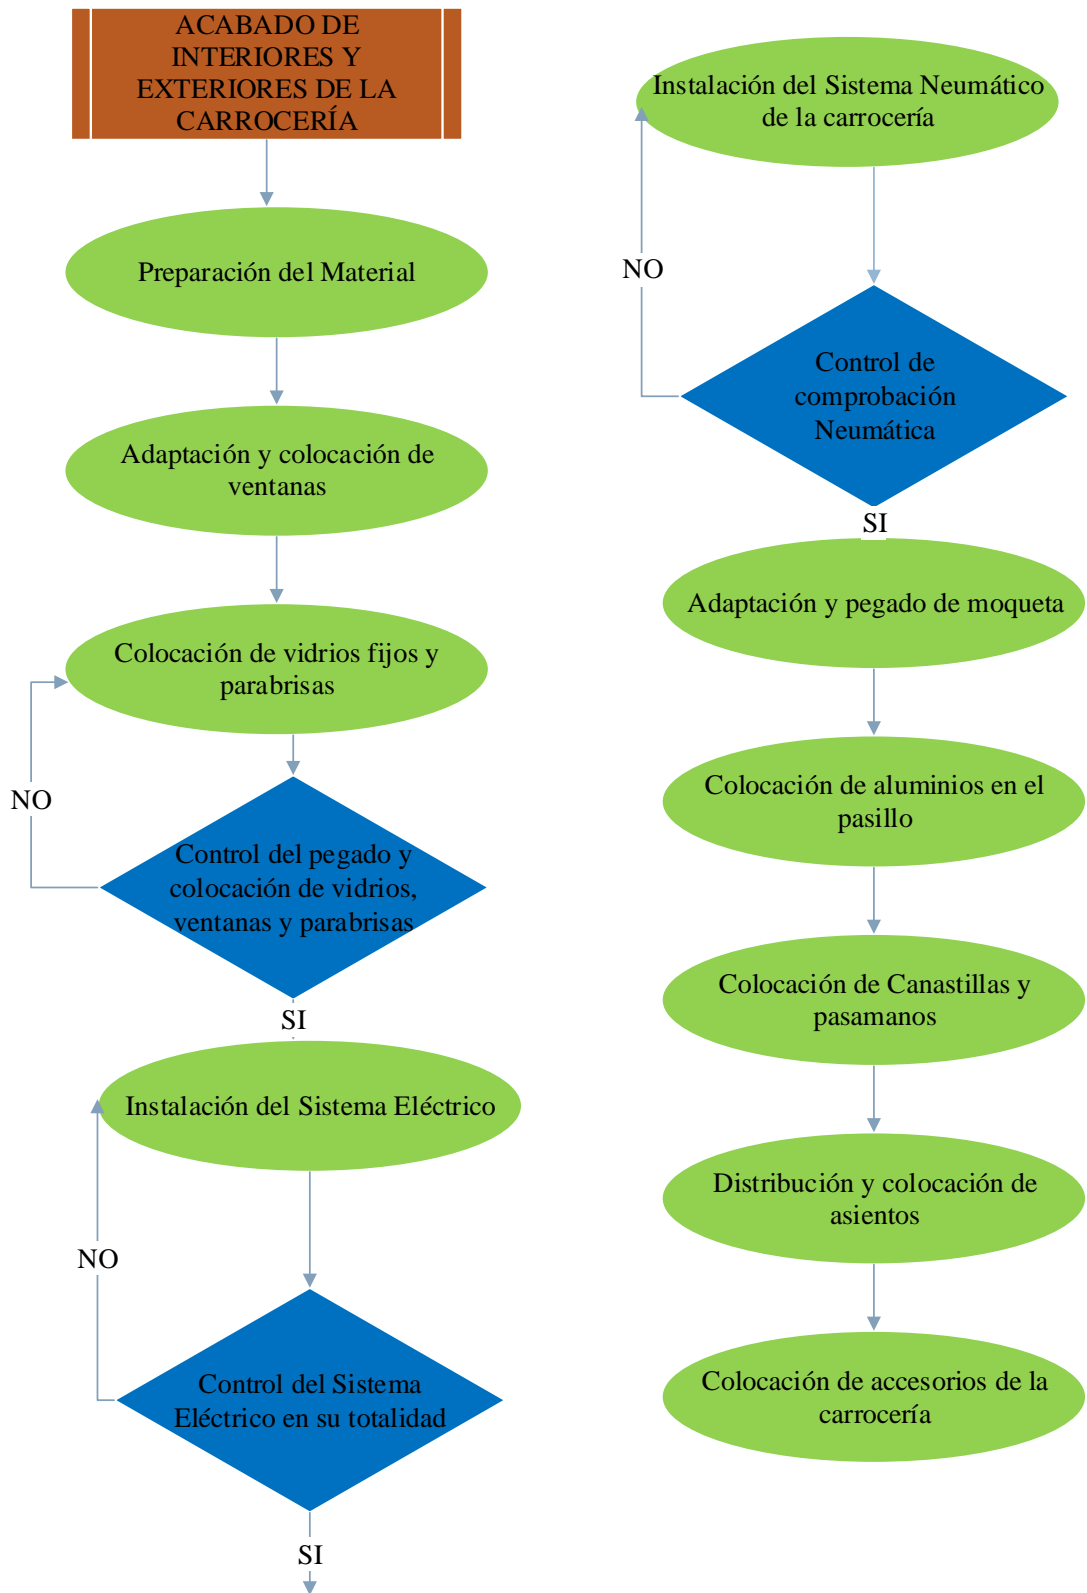 ACABADO DE
INTERIORES Y
EXTERIORES DE LA
CARROCERÍA
Preparación del Material
Adaptación y colocación de
ventanas
Colocación de vidrios fijos y
parabrisas
NO
Control del pegado y
colocación de vidrios,
ventanas y parabrisas
SI
Instalación del Sistema Eléctrico
NO
Control del Sistema
Eléctrico en su totalidad
SI
Instalación del Sistema Neumático
de la carrocería
NO
Control de
comprobación
Neumática
SI
Adaptación y pegado de moqueta
Colocación de aluminios en el
pasillo
Colocación de Canastillas y
pasamanos
Distribución y colocación de
asientos
Colocación de accesorios de la
carrocería